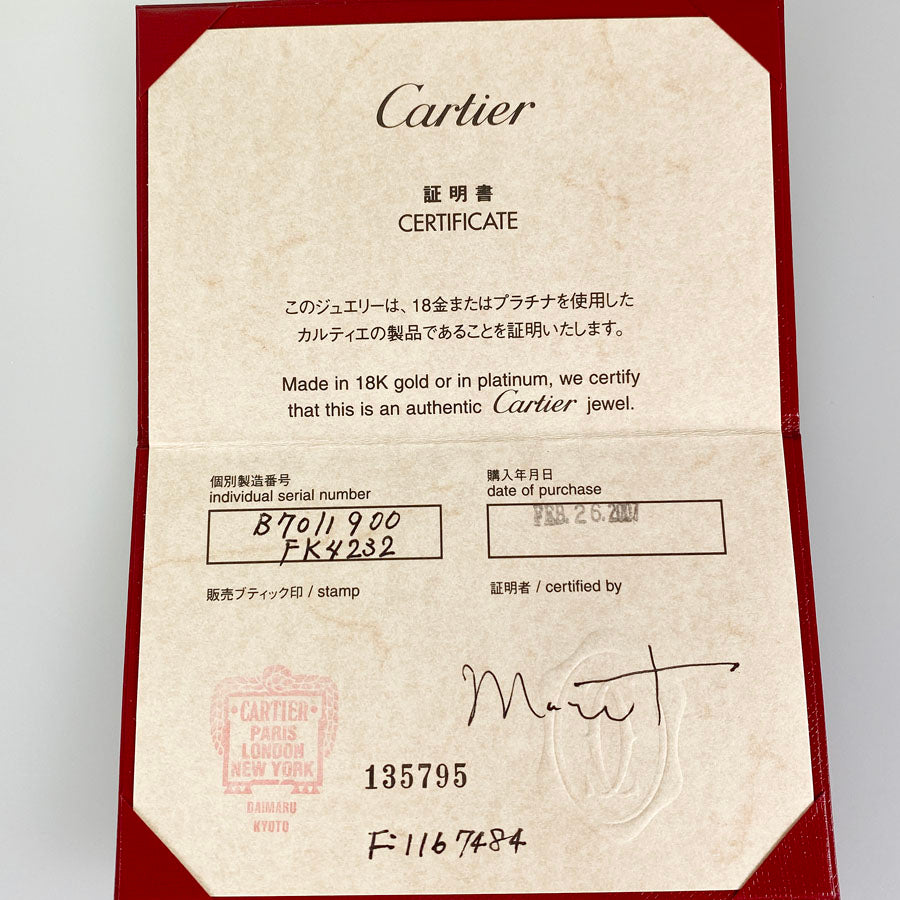 Cartier
証明書
CERTIFICATE
このジュエリーは、18金またはプラチナを使用した
カルティエの製品であることを証明いたします。
Made in 18K gold or in platinum, we certify
that this is an authentic Cartier jewel.
個別製造番号
individual serial number
B7011900
FK4232
購入年月日
date of purchase
FEB. 26. 2007
販売ブティック印 / stamp
証明者 / certified by
CARTIER
PARIS
LONDON
NEW YORK
DAIMARU
KYOTO
135795
F:1167484